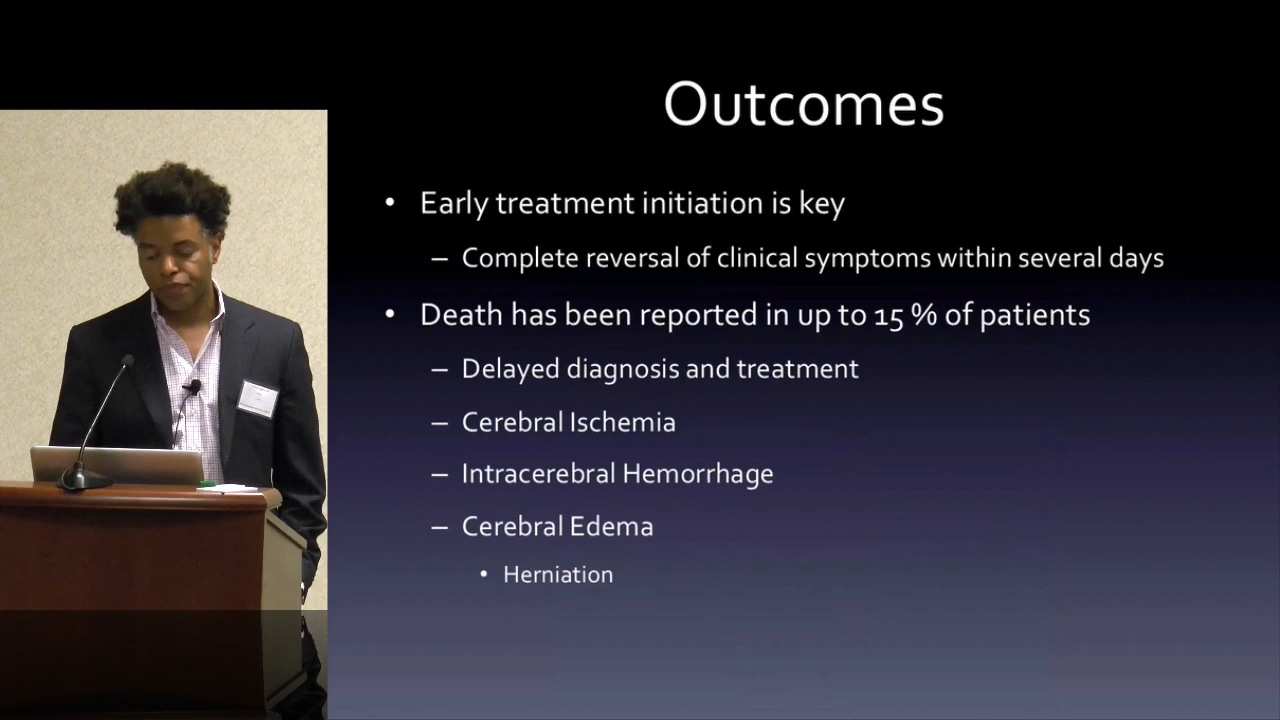 Outcomes
• Early treatment initiation is key
– Complete reversal of clinical symptoms within several days
• Death has been reported in up to 15 % of patients
– Delayed diagnosis and treatment
– Cerebral Ischemia
– Intracerebral Hemorrhage
– Cerebral Edema
• Herniation